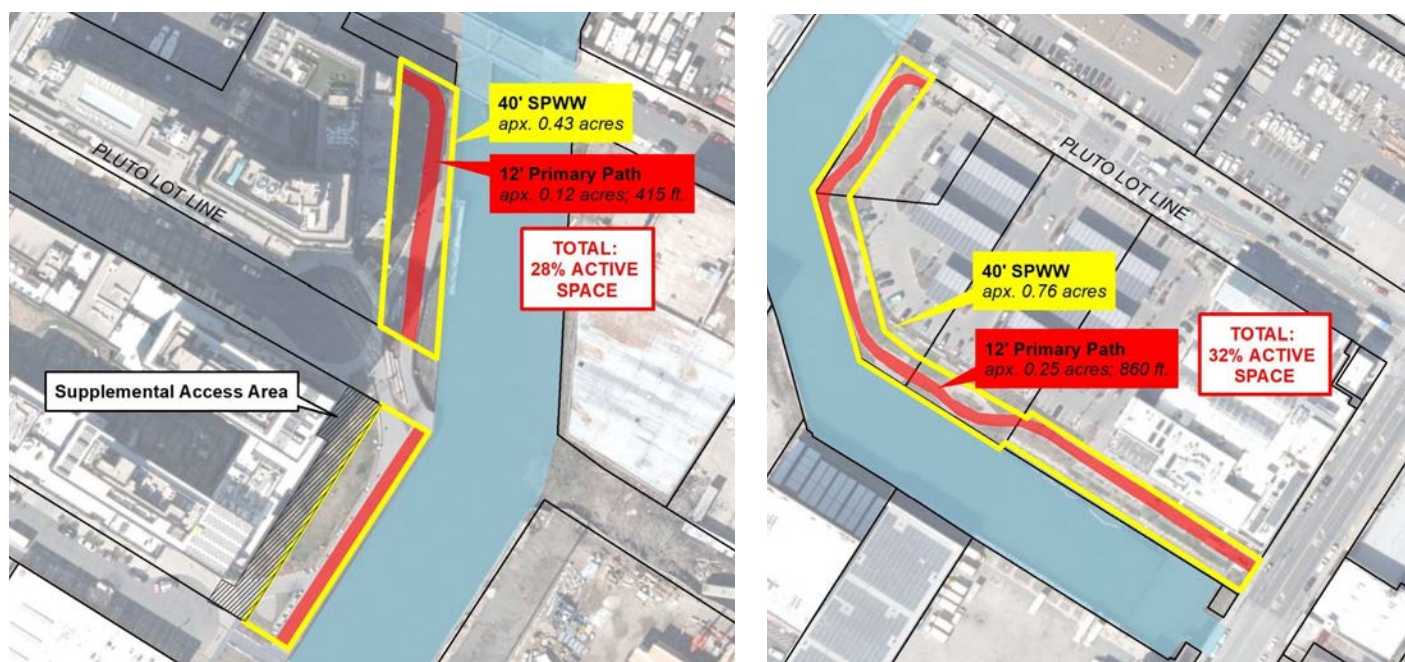 PLUTO LOT LINE
40' SPWW
apx. 0.43 acres
12' Primary Path
apx. 0.12 acres; 415 ft.
TOTAL:
28% ACTIVE
SPACE
Supplemental Access Area
PLUTO LOT LINE
40' SPWW
apx. 0.76 acres
12' Primary Path
apx. 0.25 acres; 860 ft.
TOTAL:
32% ACTIVE
SPACE